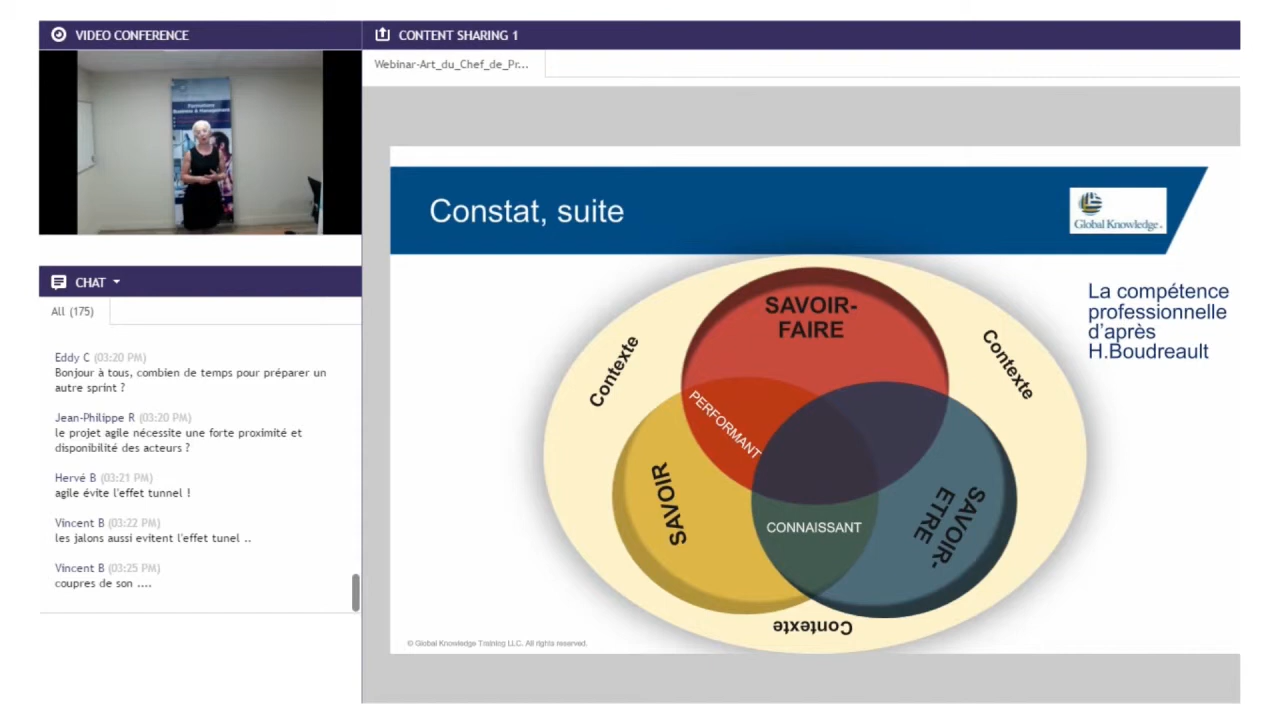 VIDEO CONFERENCE
Formations
Business & Management
CHAT
All (175)
Eddy C (03:20 PM)
Bonjour à tous, combien de temps pour préparer un
autre sprint ?
Jean-Philippe R (03:20 PM)
le projet agile nécessite une forte proximité et
disponibilité des acteurs ?
Hervé B (03:21 PM)
agile évite l'effet tunnel !
Vincent B (03:22 PM)
les jalons aussi evitent l'effet tunel ..
Vincent B (03:25 PM)
coupres de son ....
CONTENT SHARING 1
Webinar-Art_du_Chef_de_Pr...
Constat, suite
Global Knowledge.
La compétence
professionnelle
d'après
H.Boudreault
SAVOIR-
FAIRE
Contexte
Contexte
PERFORMANT
SAVOIR
CONNAISSANT
SAVOIR-
ETRE
Contexte
© Global Knowledge Training LLC. All rights reserved.